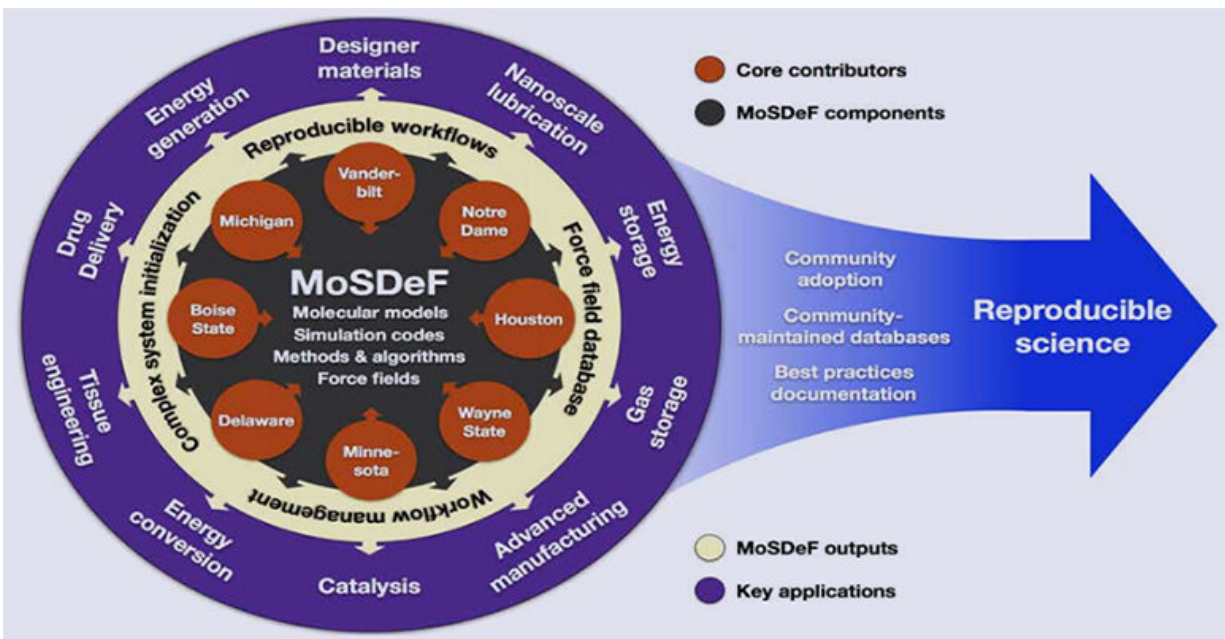 Designer
materials
Nanoscale
lubrication
Energy
storage
Gas
storage
Advanced
manufacturing
Catalysis
Energy
conversion
Tissue
engineering
Drug
Delivery
Energy
generation
Reproducible workflows
Force field database
Workflow management
Complex system initialization
Vander-
bilt
Notre
Dame
Houston
Wayne
State
Minne-
sota
Delaware
Boise
State
Michigan
MoSDeF
Molecular models
Simulation codes
Methods & algorithms
Force fields
Core contributors
MoSDeF components
Community
adoption
Community-
maintained databases
Best practices
documentation
Reproducible
science
MoSDeF outputs
Key applications